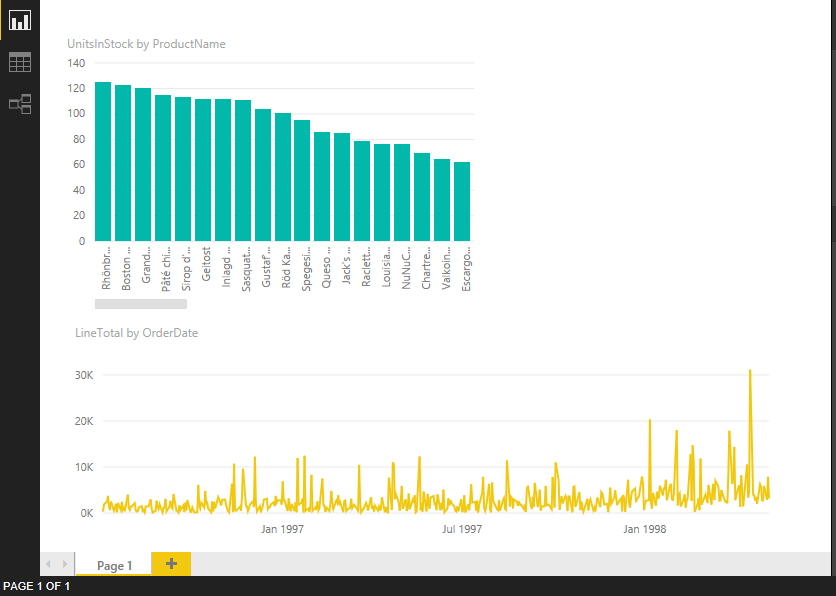 UnitsInStock by ProductName
140
120
100
80
60
40
20
0
Rhönbr...
Boston ...
Grand...
Pâté chi...
Sirop d'...
Geitost
Inlagd ...
Sasquat...
Gustaf'...
Röd Ka...
Spegesi...
Queso ...
Jack's ...
Raclett...
Louisia...
NuNuC...
Chartre...
Valkoin...
Escargo...
LineTotal by OrderDate
30K
20K
10K
0K
Jan 1997
Jul 1997
Jan 1998
Page 1
PAGE 1 OF 1